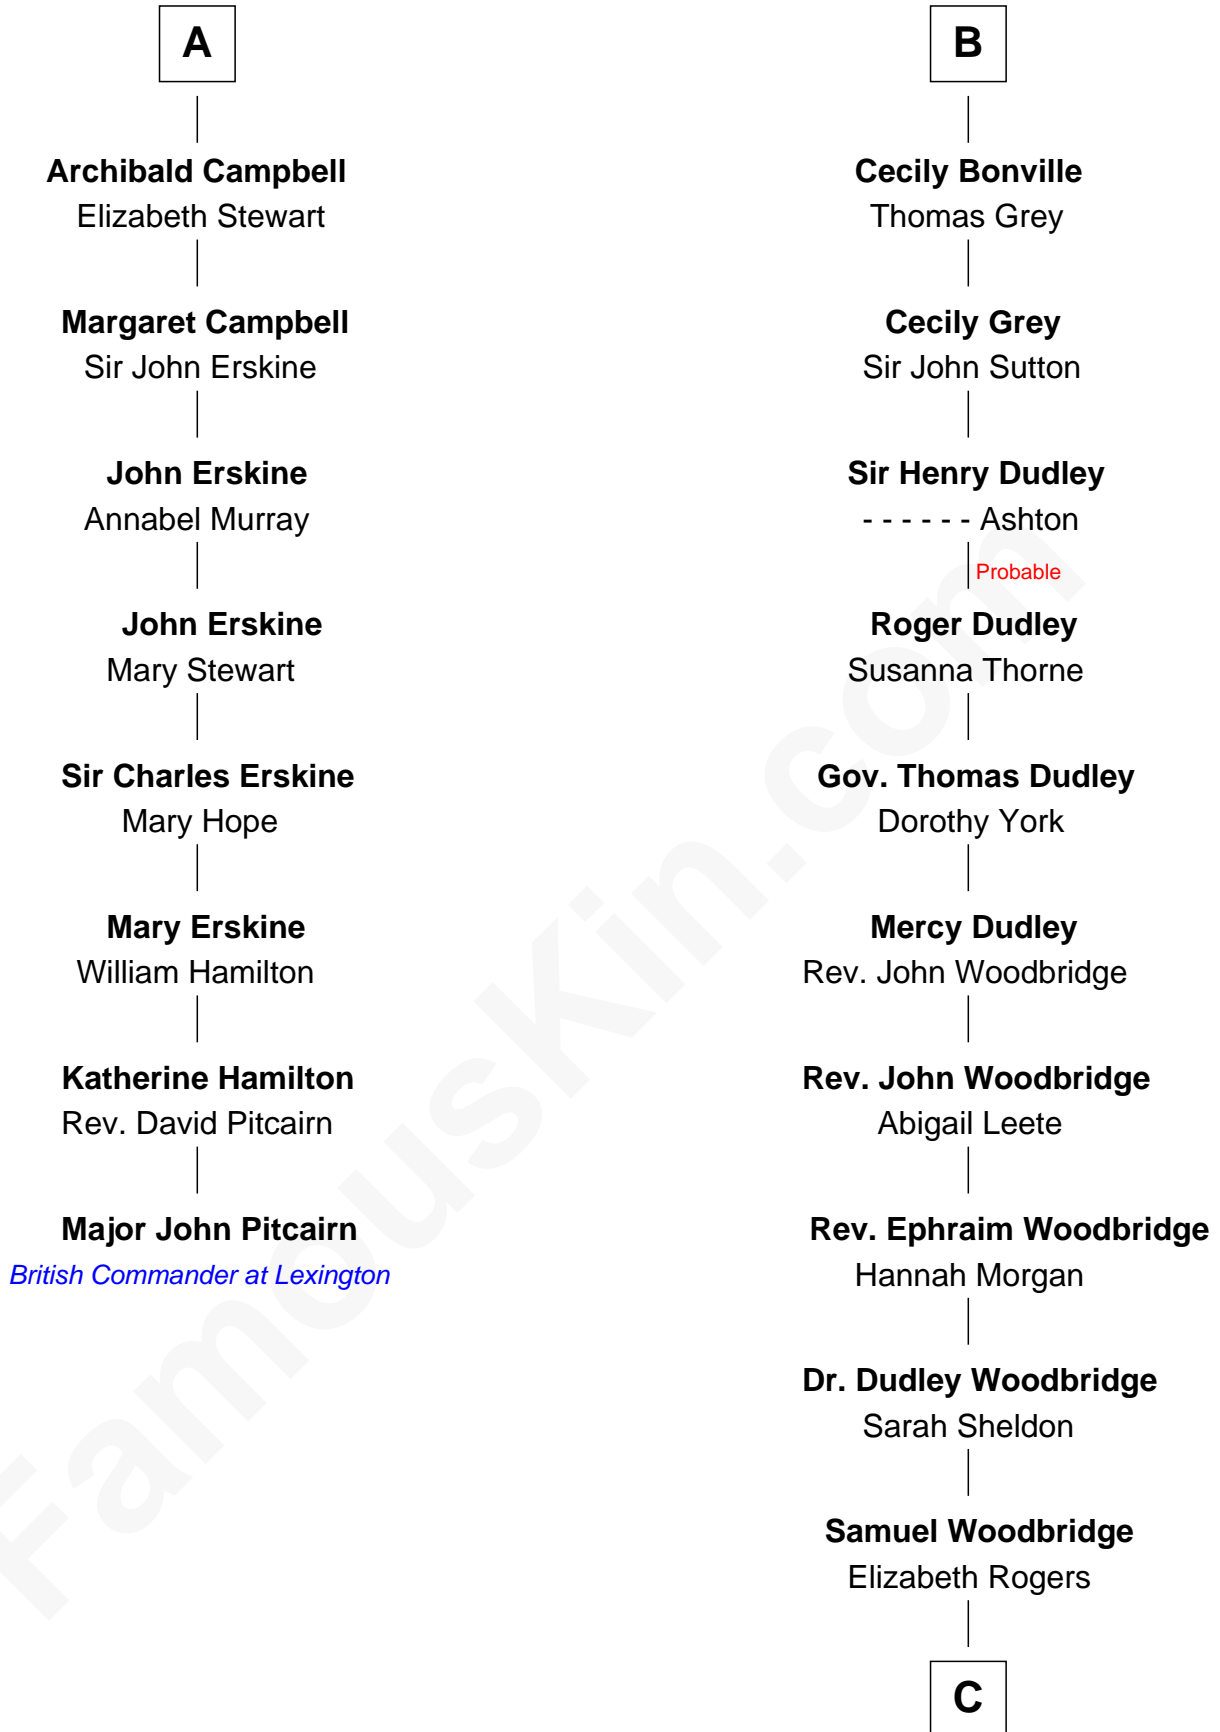 A
Archibald Campbell
Elizabeth Stewart
Margaret Campbell
Sir John Erskine
John Erskine
Annabel Murray
John Erskine
Mary Stewart
Sir Charles Erskine
Mary Hope
Mary Erskine
William Hamilton
Katherine Hamilton
Rev. David Pitcairn
Major John Pitcairn
British Commander at Lexington
B
Cecily Bonville
Thomas Grey
Cecily Grey
Sir John Sutton
Sir Henry Dudley
- - - - - - Ashton
Probable
Roger Dudley
Susanna Thorne
Gov. Thomas Dudley
Dorothy York
Mercy Dudley
Rev. John Woodbridge
Rev. John Woodbridge
Abigail Leete
Rev. Ephraim Woodbridge
Hannah Morgan
Dr. Dudley Woodbridge
Sarah Sheldon
Samuel Woodbridge
Elizabeth Rogers
C
FamousKin.com